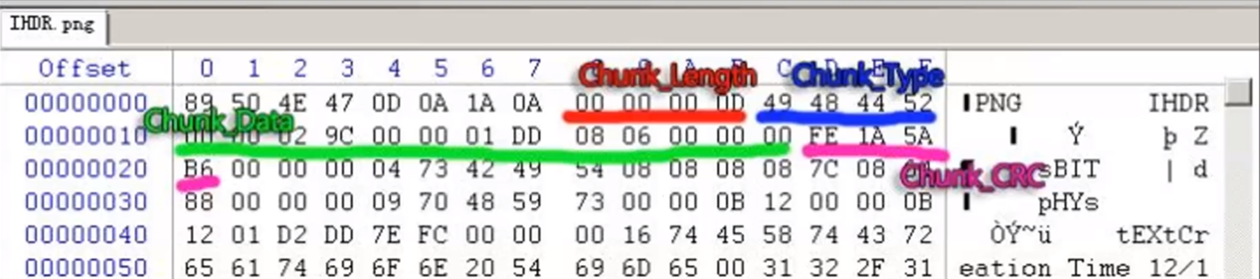 IHDR.png
Offset 0 1 2 3 4 5 6 7
Chunk_Length Chunk_Type
00000000 89 50 4E 47 0D 0A 1A 0A 00 00 00 0D 49 48 44 52 PNG IHDR
Chunk_Data
00000010 02 9C 00 00 01 DD 08 06 00 00 00 FE 1A 5A Ý þ Z
00000020 B6 00 00 00 04 73 42 49 54 08 08 08 08 7C 08 sBIT | d
Chunk_CRC
00000030 88 00 00 00 09 70 48 59 73 00 00 0B 12 00 00 0B pHYs
00000040 12 01 D2 DD 7E FC 00 00 00 16 74 45 58 74 43 72 ÒÝ~ü tEXtCr
00000050 65 61 74 69 6F 6E 20 54 69 6D 65 00 31 32 2F 31 eation Time 12/1